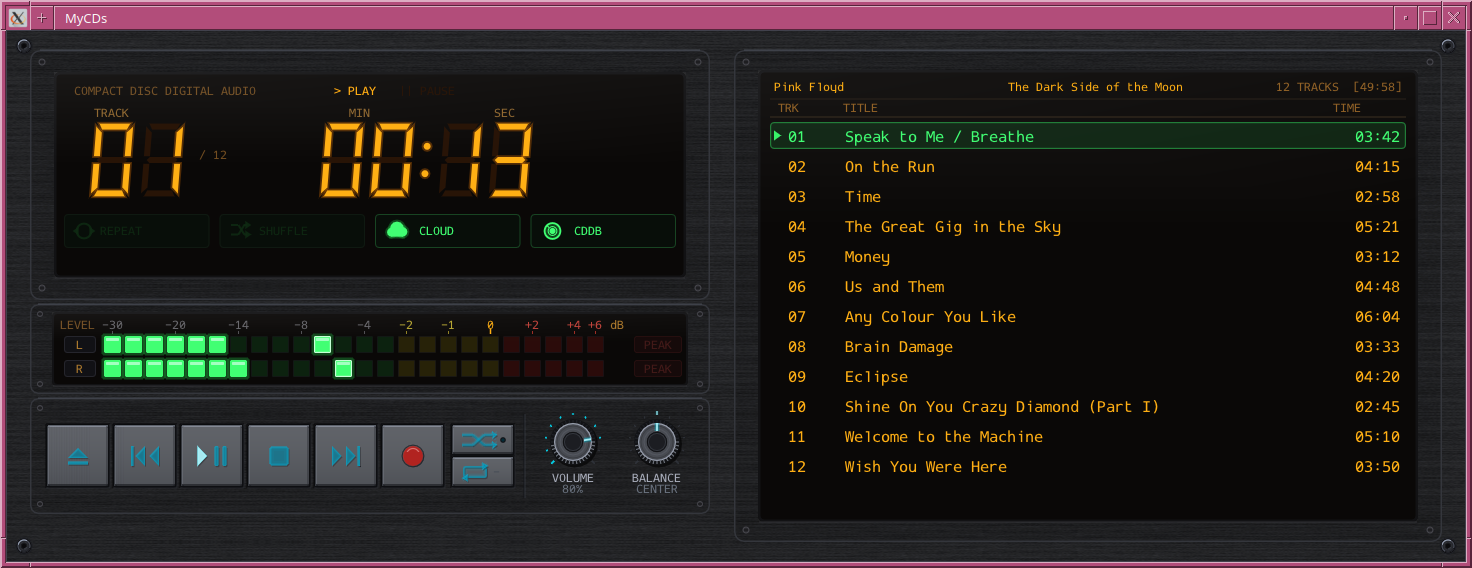 MyCDs
COMPACT DISC DIGITAL AUDIO > PLAY || PAUSE
TRACK MIN SEC
01 / 12 00:13
REPEAT SHUFFLE CLOUD CDDB
LEVEL -30 -20 -14 -8 -4 -2 -1 0 +2 +4 +6 dB
L PEAK
R PEAK
VOLUME BALANCE
80% CENTER
Pink Floyd The Dark Side of the Moon 12 TRACKS [49:58]
TRK TITLE TIME
01 Speak to Me / Breathe 03:42
02 On the Run 04:15
03 Time 02:58
04 The Great Gig in the Sky 05:21
05 Money 03:12
06 Us and Them 04:48
07 Any Colour You Like 06:04
08 Brain Damage 03:33
09 Eclipse 04:20
10 Shine On You Crazy Diamond (Part I) 02:45
11 Welcome to the Machine 05:10
12 Wish You Were Here 03:50